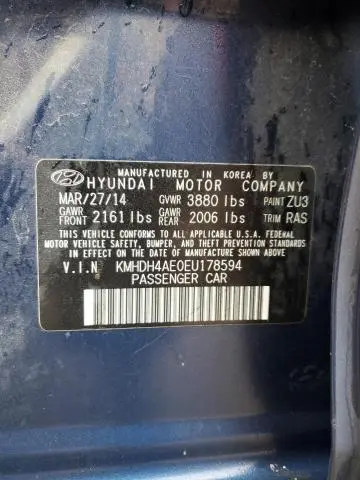 MANUFACTURED IN KOREA BY
HYUNDAI MOTOR COMPANY
MAR/27/14 GVWR 3880 lbs PAINT ZU3
GAWR FRONT 2161 lbs GAWR REAR 2006 lbs TRIM RAS
THIS VEHICLE CONFORMS TO ALL APPLICABLE U.S. FEDERAL
MOTOR VEHICLE SAFETY, BUMPER, AND THEFT PREVENTION
STANDARDS IN EFFECT ON THE DATE OF MANUFACTURE
SHOWN ABOVE.
V.I.N KMHDH4AE0EU178594
PASSENGER CAR